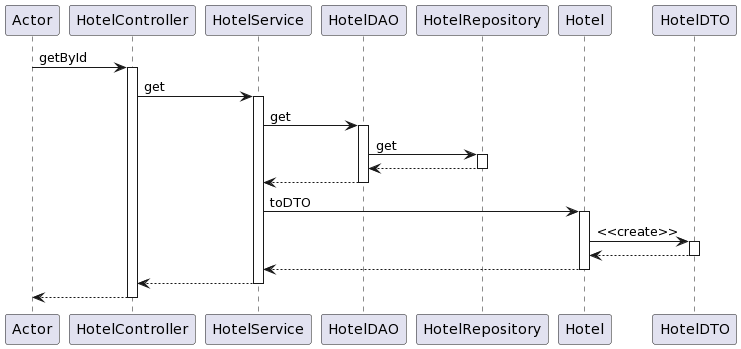 Actor HotelController HotelService HotelDAO HotelRepository Hotel HotelDTO
getById
get
get
get
toDTO
<<create>>
Actor HotelController HotelService HotelDAO HotelRepository Hotel HotelDTO